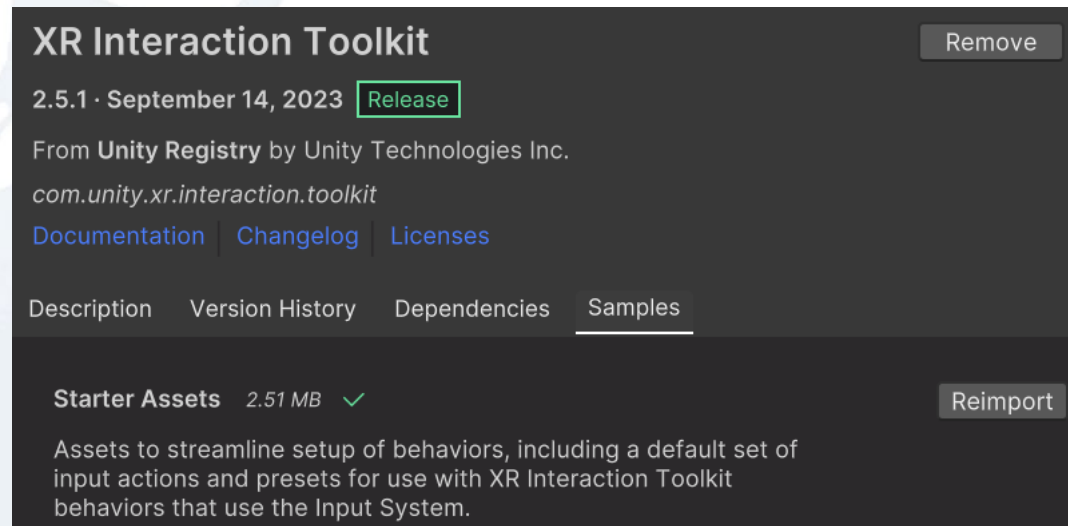 XR Interaction Toolkit
Remove
2.5.1 · September 14, 2023 Release
From Unity Registry by Unity Technologies Inc.
com.unity.xr.interaction.toolkit
Documentation Changelog Licenses
Description Version History Dependencies Samples
Starter Assets 2.51 MB
Reimport
Assets to streamline setup of behaviors, including a default set of
input actions and presets for use with XR Interaction Toolkit
behaviors that use the Input System.